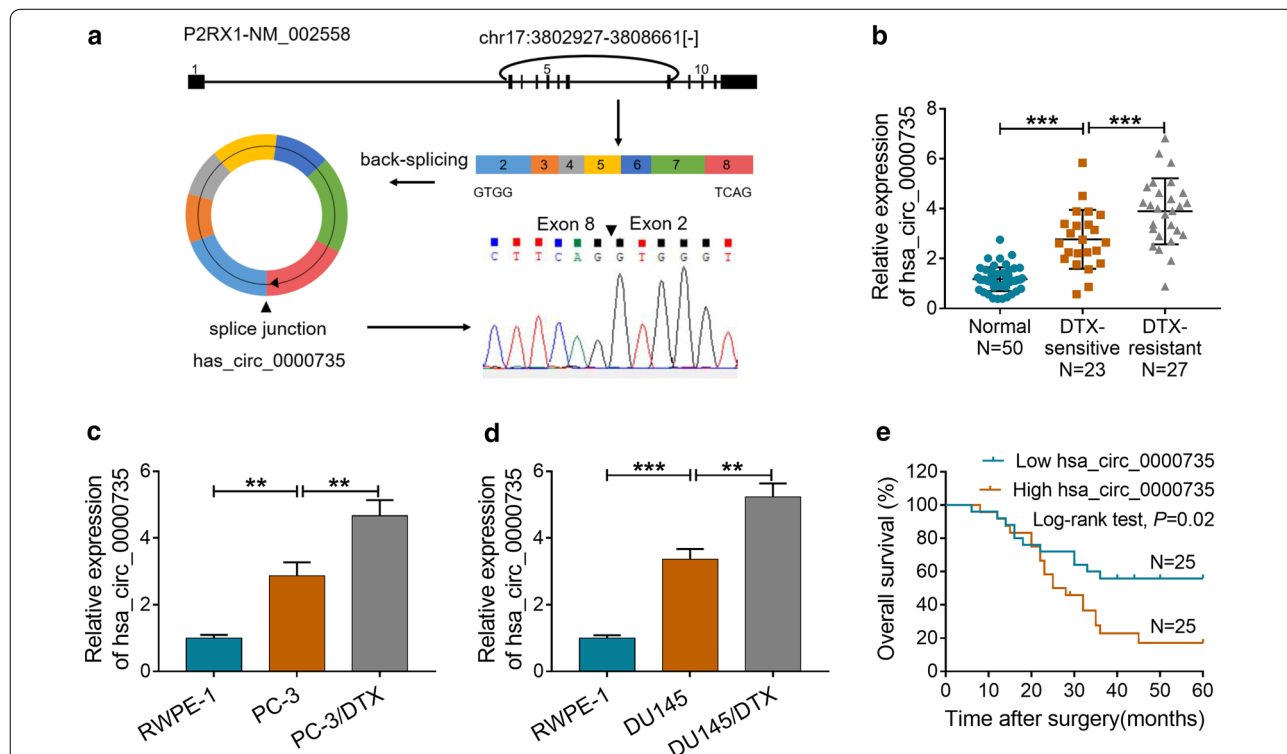 a
P2RX1-NM_002558
chr17:3802927-3808661[-]
1
5
10
back-splicing
2 3 4 5 6 7 8
GTGG
TCAG
Exon 8
Exon 2
C T T C A G G T G G G T
splice junction
has_circ_0000735
b
Relative expression
of hsa_circ_0000735
8
6
4
2
0
***
***
Normal
N=50
DTX-
sensitive
N=23
DTX-
resistant
N=27
c
Relative expression
of hsa_circ_0000735
6
4
2
0
**
**
RWPE-1
PC-3
PC-3/DTX
d
Relative expression
of hsa_circ_0000735
6
4
2
0
***
**
RWPE-1
DU145
DU145/DTX
e
Low hsa_circ_0000735
High hsa_circ_0000735
Log-rank test, P=0.02
Overall survival (%)
120
100
80
60
40
20
0
N=25
N=25
0 10 20 30 40 50 60
Time after surgery(months)